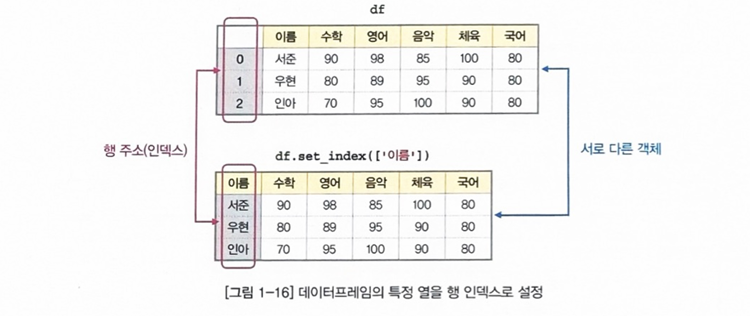 df
이름 수학 영어 음악 체육 국어
0 서준 90 98 85 100 80
1 우현 80 89 95 90 80
2 인아 70 95 100 90 80
행 주소(인덱스)
서로 다른 객체
df.set_index(['이름'])
이름 수학 영어 음악 체육 국어
서준 90 98 85 100 80
우현 80 89 95 90 80
인아 70 95 100 90 80
[그림 1-16] 데이터프레임의 특정 열을 행 인덱스로 설정